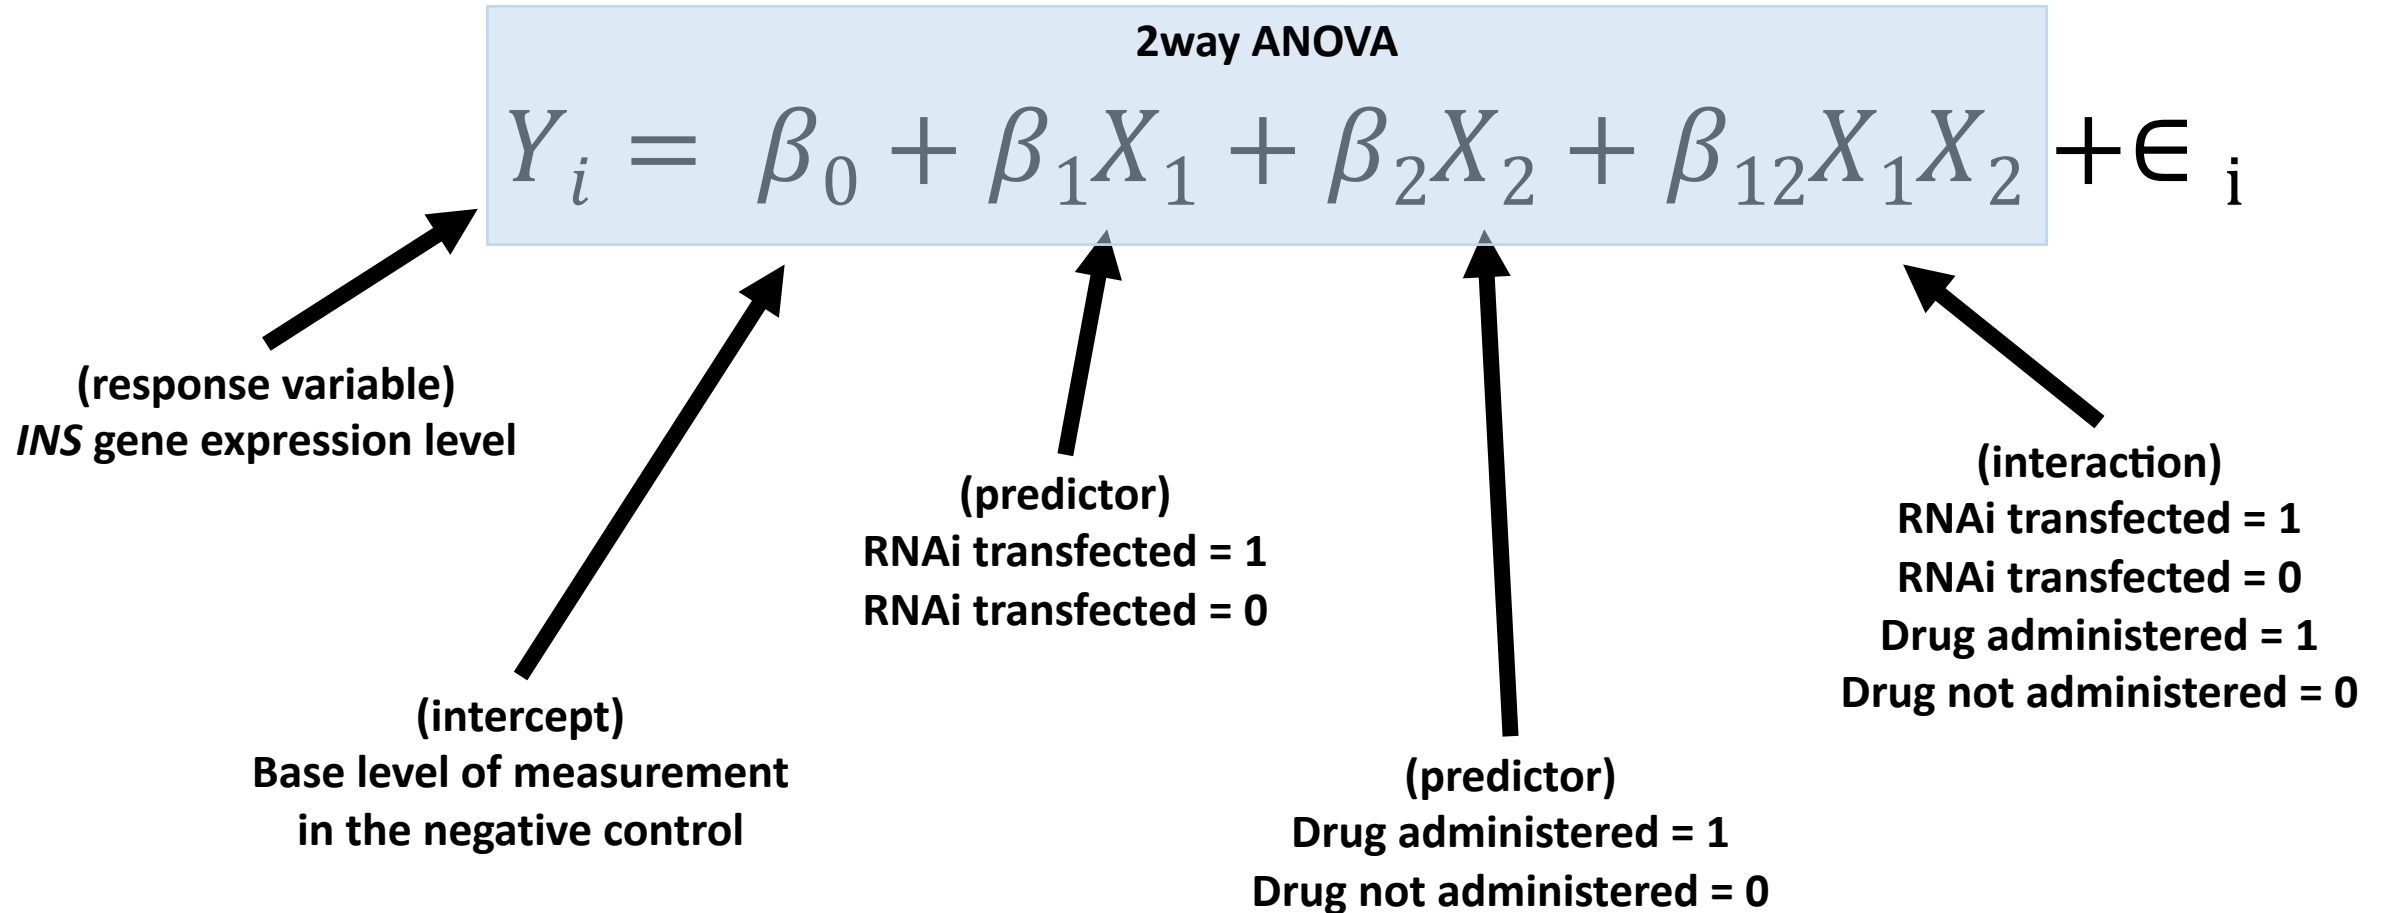 2way ANOVA
Yᵢ = β₀ + β₁X₁ + β₂X₂ + β₁₂X₁X₂ +∈ ᵢ
(response variable)
INS gene expression level
(intercept)
Base level of measurement
in the negative control
(predictor)
RNAi transfected = 1
RNAi transfected = 0
(predictor)
Drug administered = 1
Drug not administered = 0
(interaction)
RNAi transfected = 1
RNAi transfected = 0
Drug administered = 1
Drug not administered = 0